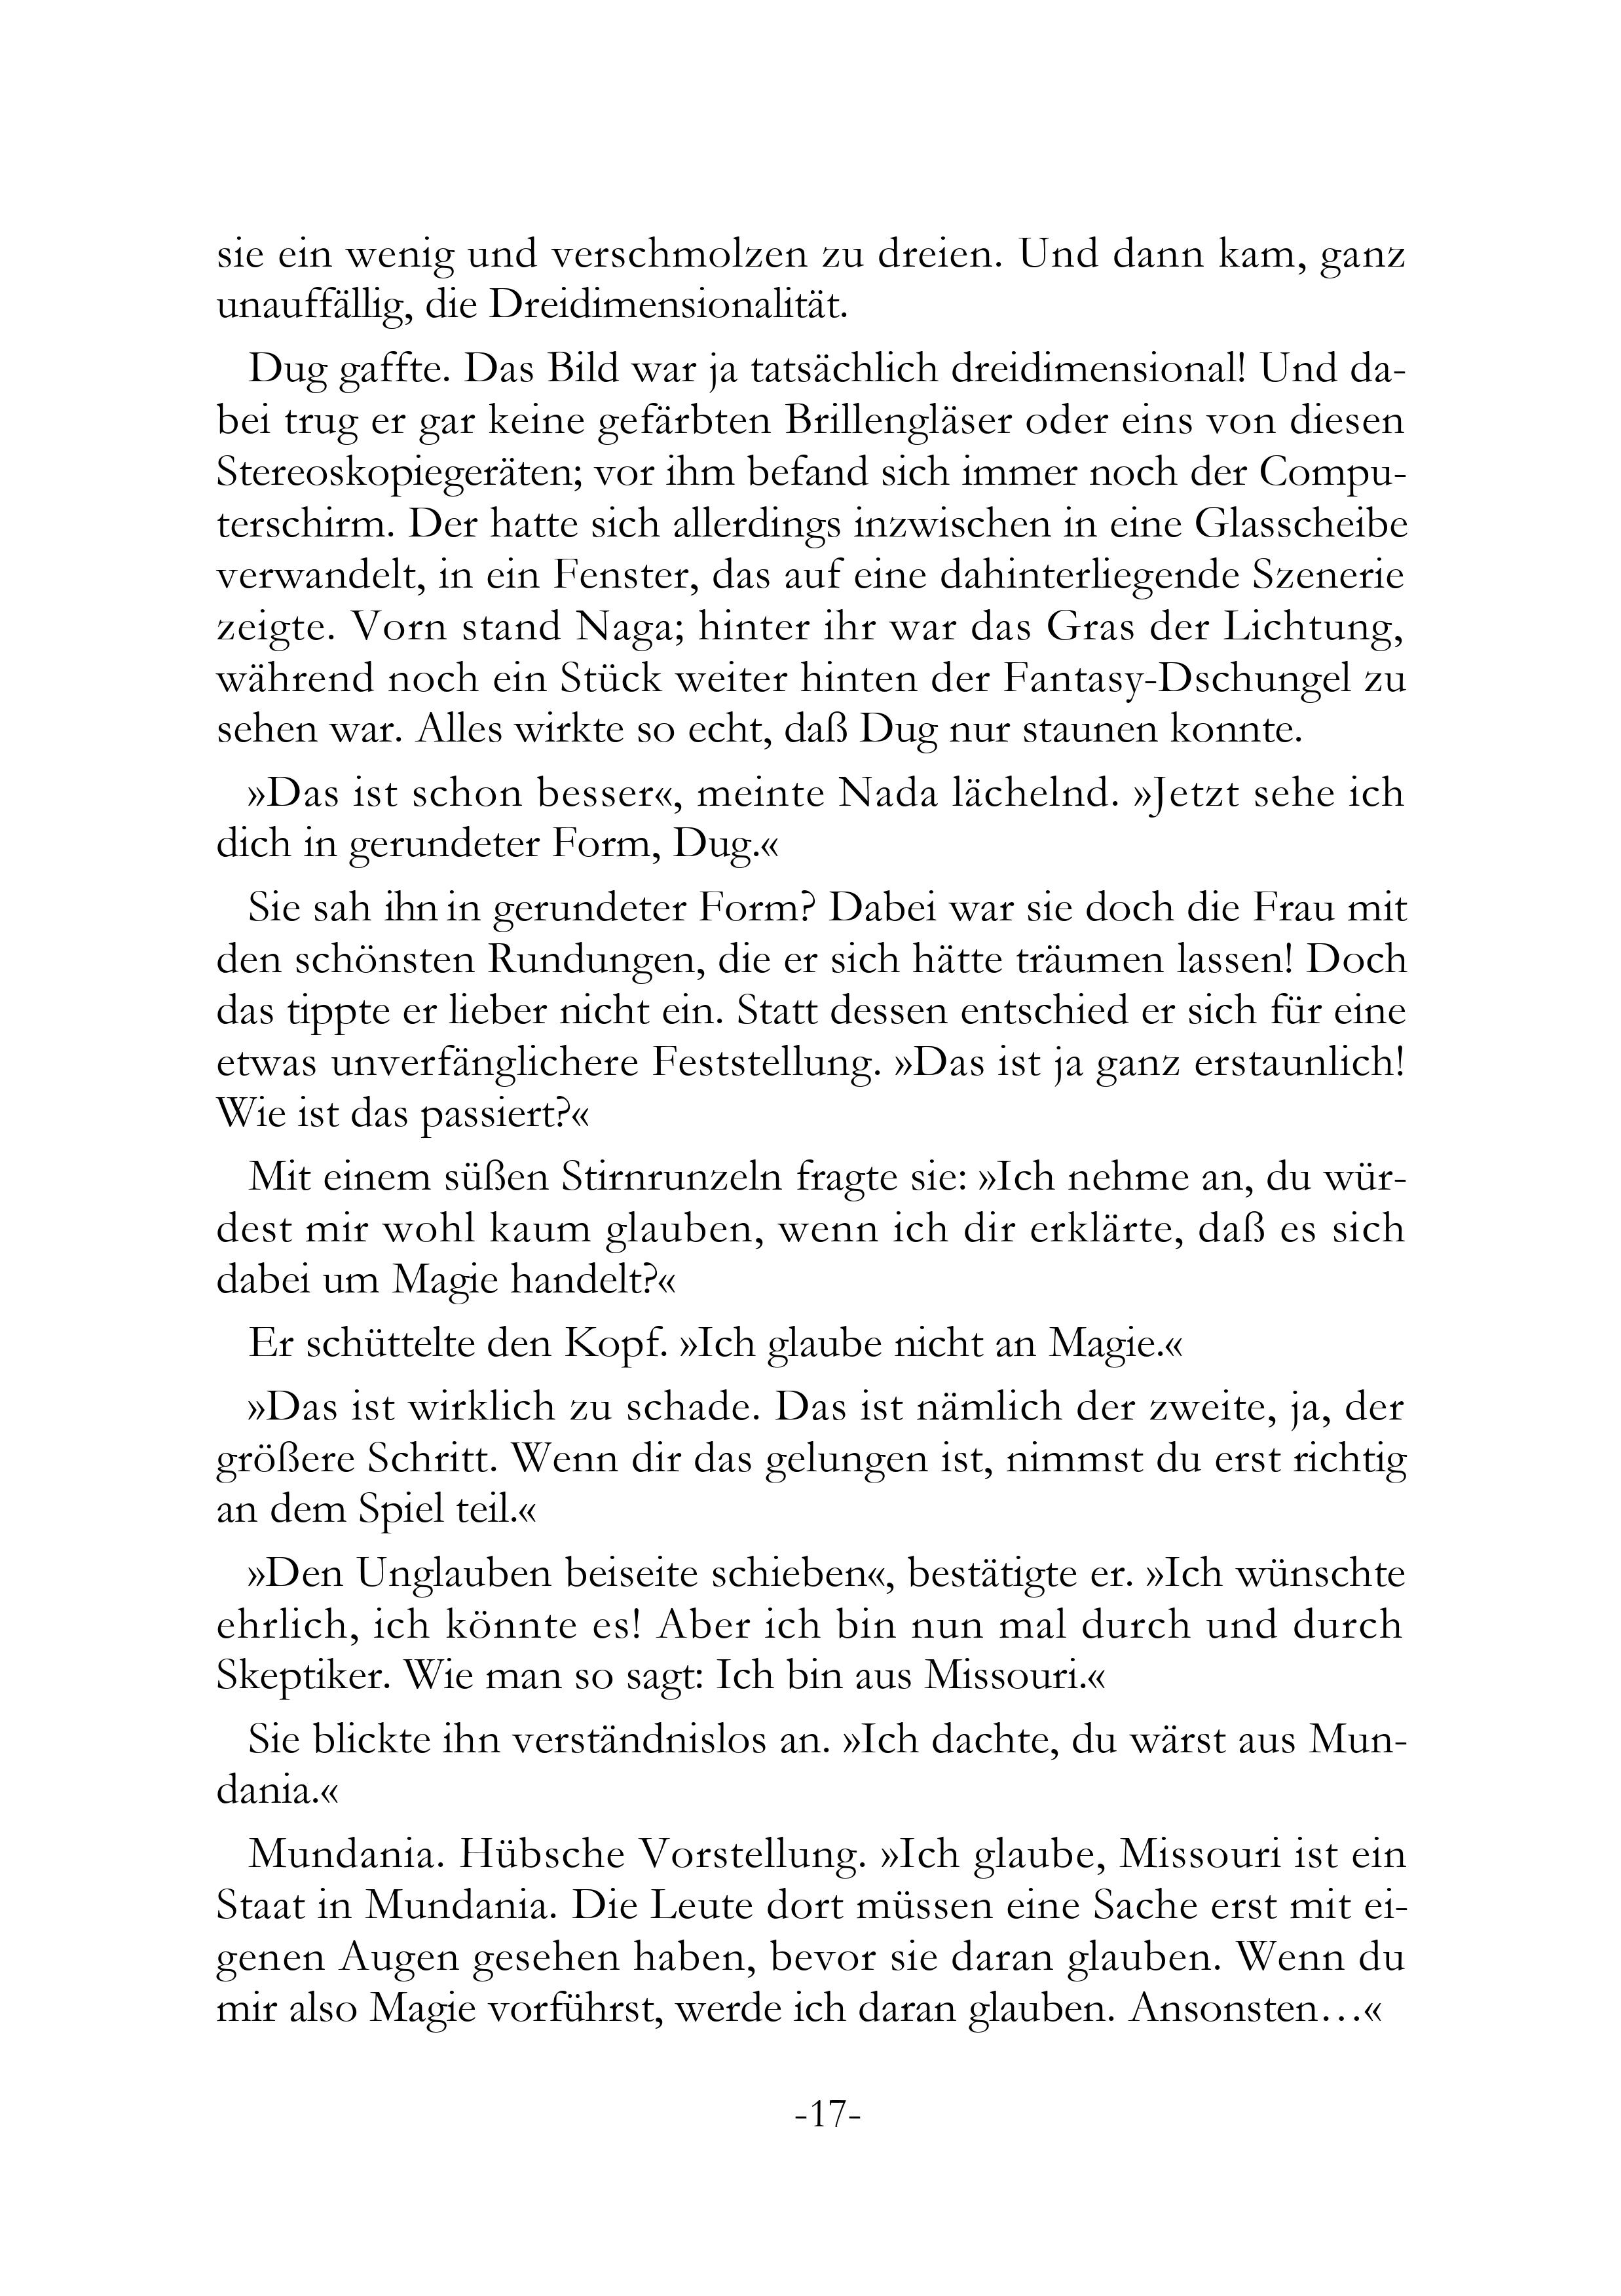 sie ein wenig und verschmolzen zu dreien. Und dann kam, ganz
unauffällig, die Dreidimensionalität.
Dug gaffte. Das Bild war ja tatsächlich dreidimensional! Und da-
bei trug er gar keine gefärbten Brillengläser oder eins von diesen
Stereoskopiegeräten; vor ihm befand sich immer noch der Compu-
terschirm. Der hatte sich allerdings inzwischen in eine Glasscheibe
verwandelt, in ein Fenster, das auf eine dahinterliegende Szenerie
zeigte. Vorn stand Naga; hinter ihr war das Gras der Lichtung,
während noch ein Stück weiter hinten der Fantasy-Dschungel zu
sehen war. Alles wirkte so echt, daß Dug nur staunen konnte.
»Das ist schon besser«, meinte Nada lächelnd. »Jetzt sehe ich
dich in gerundeter Form, Dug.«
Sie sah ihn in gerundeter Form? Dabei war sie doch die Frau mit
den schönsten Rundungen, die er sich hätte träumen lassen! Doch
das tippte er lieber nicht ein. Statt dessen entschied er sich für eine
etwas unverfänglichere Feststellung. »Das ist ja ganz erstaunlich!
Wie ist das passiert?«
Mit einem süßen Stirnrunzeln fragte sie: »Ich nehme an, du wür-
dest mir wohl kaum glauben, wenn ich dir erklärte, daß es sich
dabei um Magie handelt?«
Er schüttelte den Kopf. »Ich glaube nicht an Magie.«
»Das ist wirklich zu schade. Das ist nämlich der zweite, ja, der
größere Schritt. Wenn dir das gelungen ist, nimmst du erst richtig
an dem Spiel teil.«
»Den Unglauben beiseite schieben«, bestätigte er. »Ich wünschte
ehrlich, ich könnte es! Aber ich bin nun mal durch und durch
Skeptiker. Wie man so sagt: Ich bin aus Missouri.«
Sie blickte ihn verständnislos an. »Ich dachte, du wärst aus Mun-
dania.«
Mundania. Hübsche Vorstellung. »Ich glaube, Missouri ist ein
Staat in Mundania. Die Leute dort müssen eine Sache erst mit ei-
genen Augen gesehen haben, bevor sie daran glauben. Wenn du
mir also Magie vorführst, werde ich daran glauben. Ansonsten…«
-17-